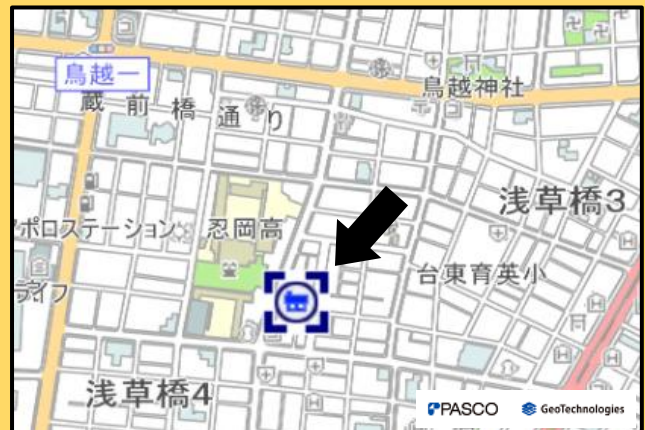 鳥越一
鳥越神社
蔵前橋通り
浅草橋3
アポロステーション
忍岡高
台東育英小
ライフ
浅草橋4
PASCO
GeoTechnologies